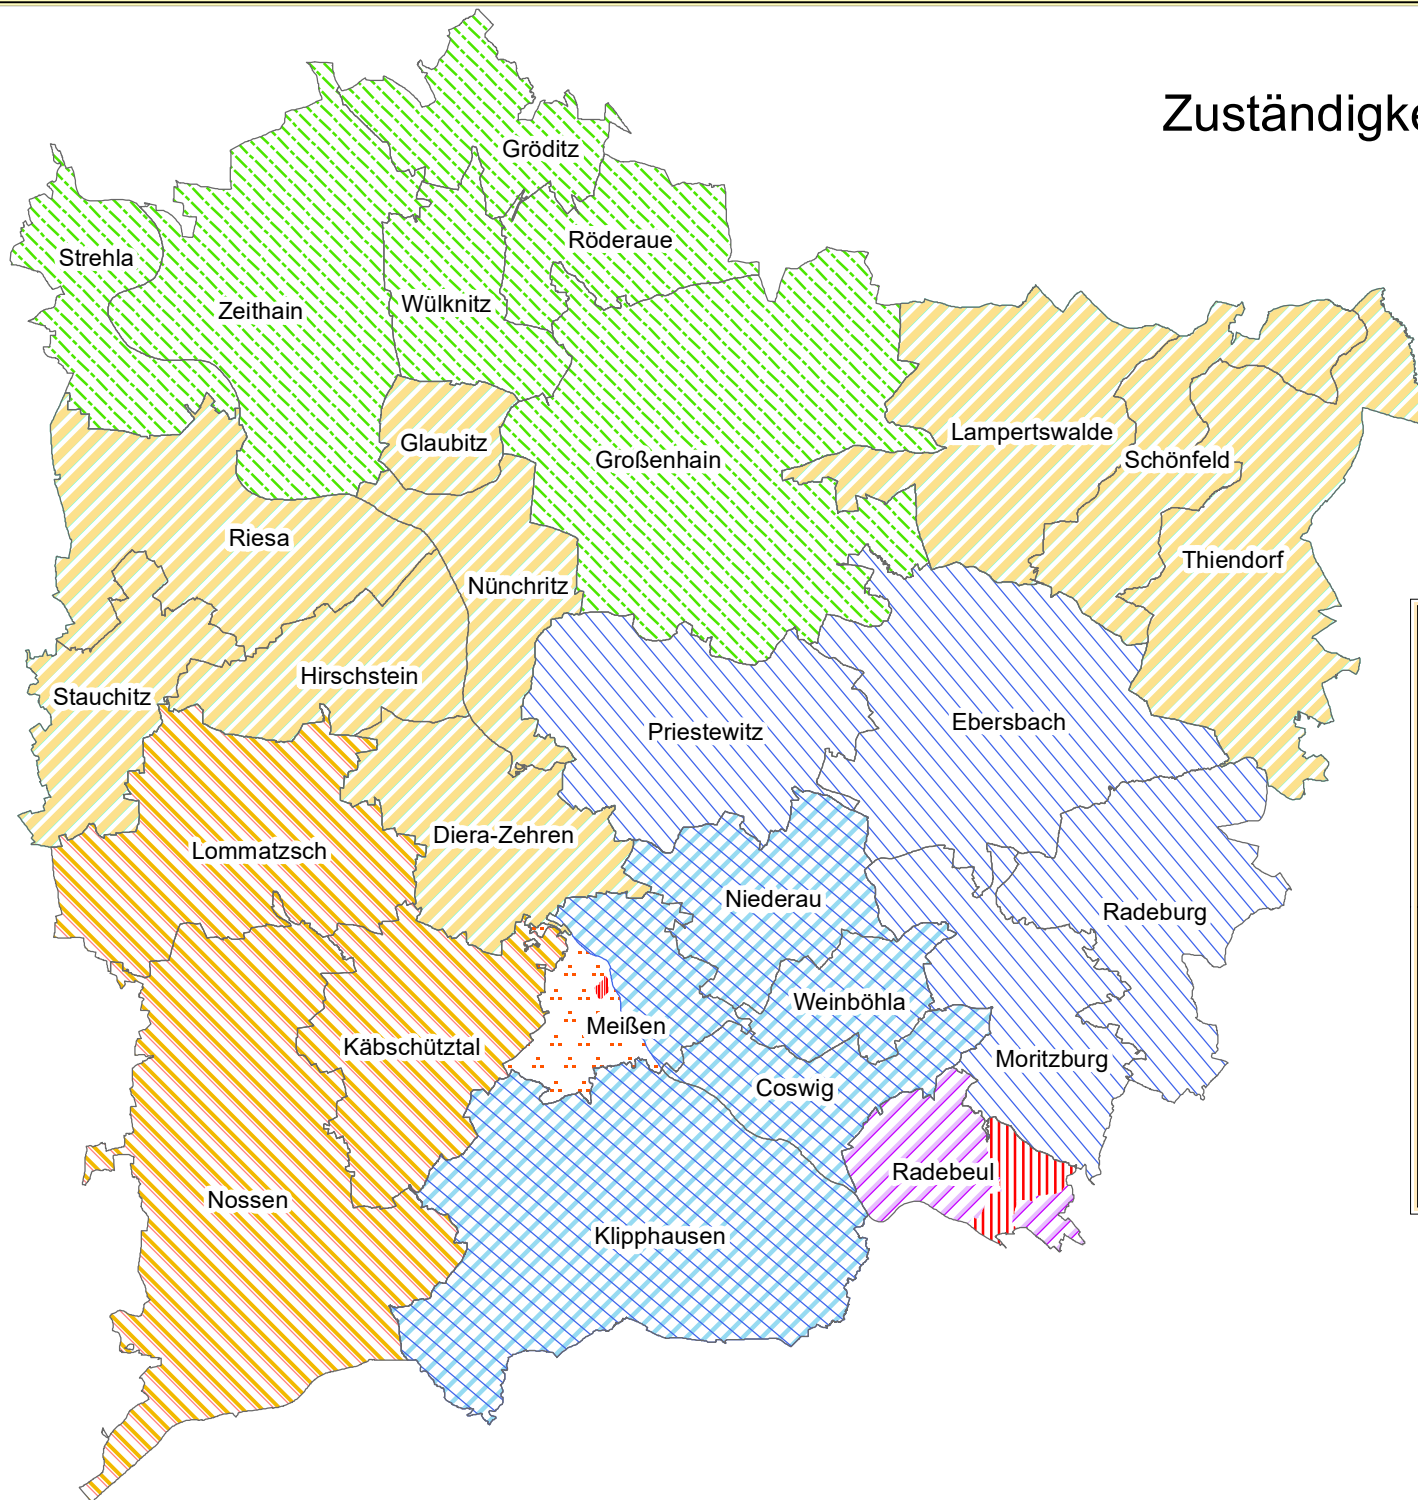 Zuständigke
Gröditz
Röderaue
Strehla
Zeithain
Wülknitz
Lampertswalde
Glaubitz
Großenhain
Schönfeld
Riesa
Thiendorf
Nünchritz
Hirschstein
Stauchitz
Ebersbach
Priestewitz
Diera-Zehren
Lommatzsch
Niederau
Radeburg
Weinböhla
Meißen
Käbschütztal
Moritzburg
Coswig
Radebeul
Nossen
Klipphausen